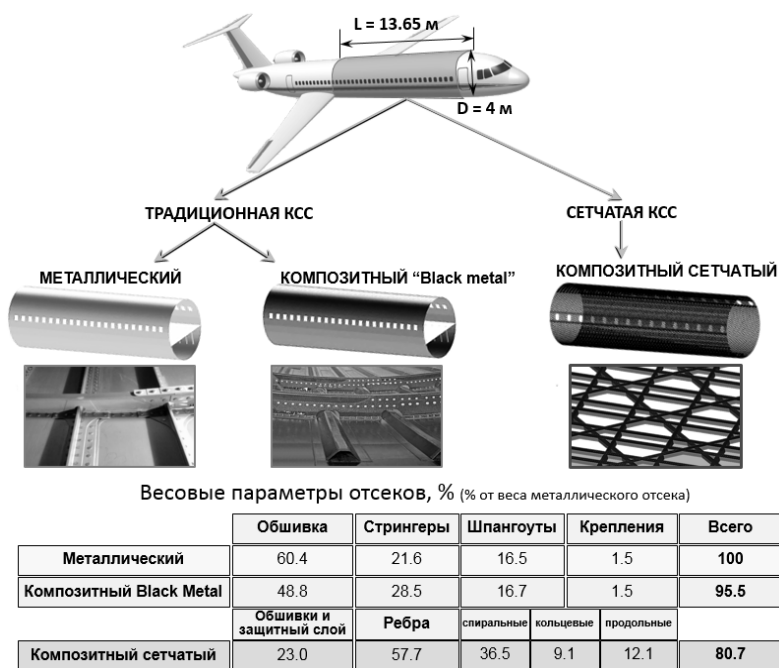 L = 13.65 м
D = 4 м
ТРАДИЦИОННАЯ КСС
СЕТЧАТАЯ КСС
МЕТАЛЛИЧЕСКИЙ
КОМПОЗИТНЫЙ “Black metal”
КОМПОЗИТНЫЙ СЕТЧАТЫЙ
Весовые параметры отсеков, % (% от веса металлического отсека)
Обшивка Стрингеры Шпангоуты Крепления Всего
Металлический 60.4 21.6 16.5 1.5 100
Композитный Black Metal 48.8 28.5 16.7 1.5 95.5
Обшивки и
защитный слой Ребра спиральные кольцевые продольные
Композитный сетчатый 23.0 57.7 36.5 9.1 12.1 80.7